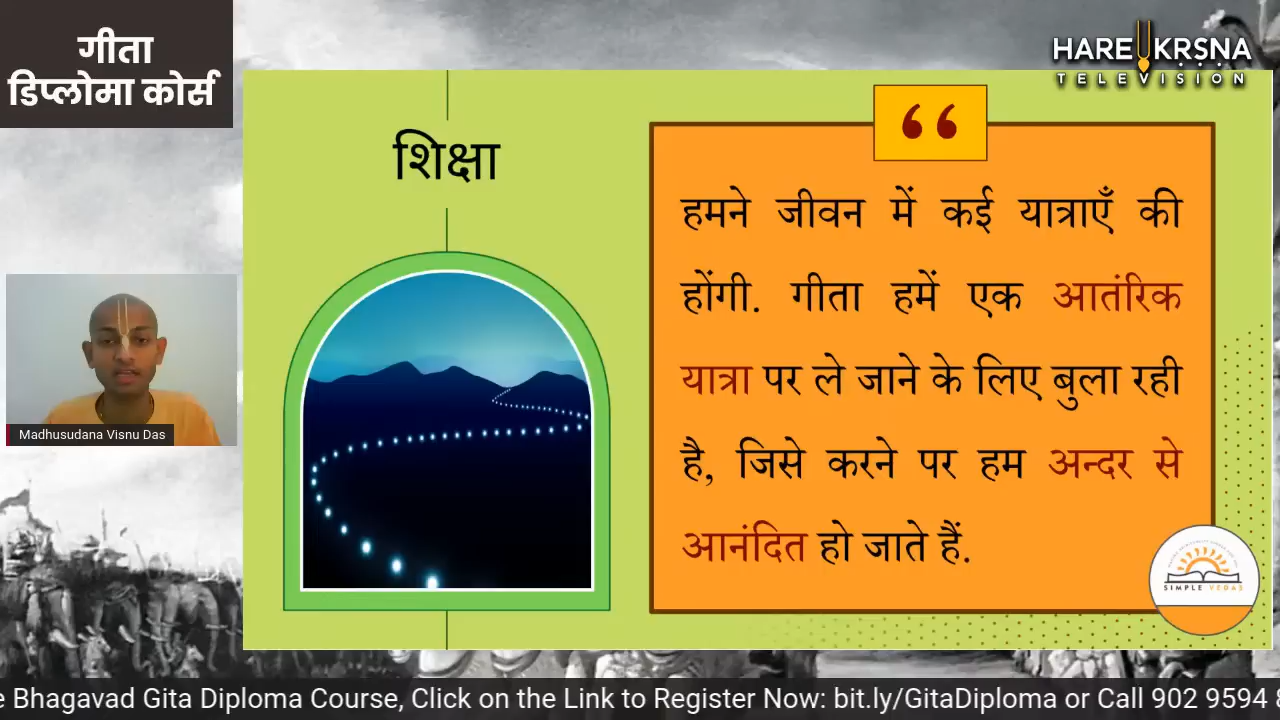 गीता
डिप्लोमा कोर्स
HARE KRSNA
TELEVISION
शिक्षा
“
हमने जीवन में कई यात्राएँ की
होंगी. गीता हमें एक आतंरिक
यात्रा पर ले जाने के लिए बुला रही
है, जिसे करने पर हम अन्दर से
आनंदित हो जाते हैं.
Madhusudana Visnu Das
SIMPLE VEDAS
Bhagavad Gita Diploma Course, Click on the Link to Register Now: bit.ly/GitaDiploma or Call 902 9594